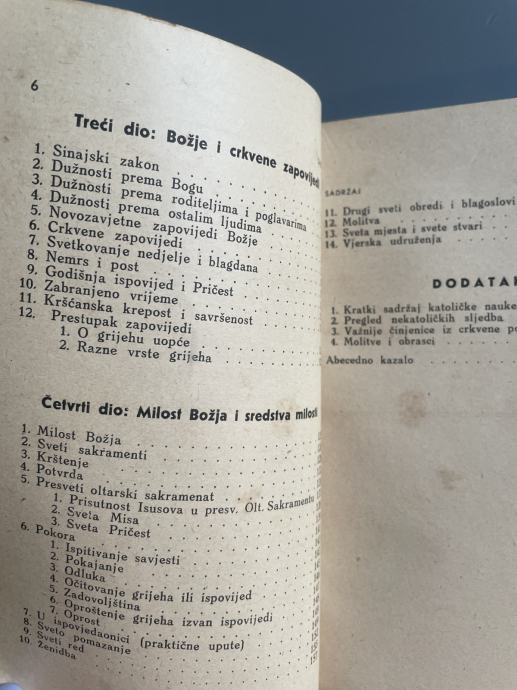 6
Treći dio: Božje i crkvene zapovijedi
1. Sinajski zakon
2. Dužnosti prema Bogu
3. Dužnosti prema roditeljima i poglavarima
4. Dužnosti prema ostalim ljudima
5. Novozavjetne zapovijedi Božje
6. Crkvene zapovijedi
7. Svetkovanje nedjelje i blagdana
8. Nemrs i post
9. Godišnja ispovijed i Pričest
10. Zabranjeno vrijeme
11. Kršćanska krepost i savršenost
12. Prestupak zapovijedi
1. O grijehu uopće
2. Razne vrste grijeha
Četvrti dio: Milost Božja i sredstva milosti
1. Milost Božja
2. Sveti sakramenti
3. Krštenje
4. Potvrda
5. Presveti oltarski sakramenat
1. Prisutnost Isusova u presv. Olt. Sakramentu
2. Sveta Misa
3. Sveta Pričest
6. Pokora
1. Ispitivanje savjesti
2. Pokajanje
3. Odluka
4. Očitovanje grijeha ili ispovijed
5. Zadovoljština
6. Oproštenje grijeha izvan ispovijedi
7. Oprost
7. U ispovjedaonici (praktične upute)
8. Sveto pomazanje
9. Sveti red
10. Ženidba
SADRŽAJ
11. Drugi sveti obredi i blagoslovi
12. Molitva
13. Sveta mjesta i svete stvari
14. Vjerska udruženja
DODATAK
1. Kratki sadržaj katoličke nauke
2. Pregled nekatoličkih sljedba
3. Važnije činjenice iz crkvene
4. Molitve i obrasci
Abecedno kazalo